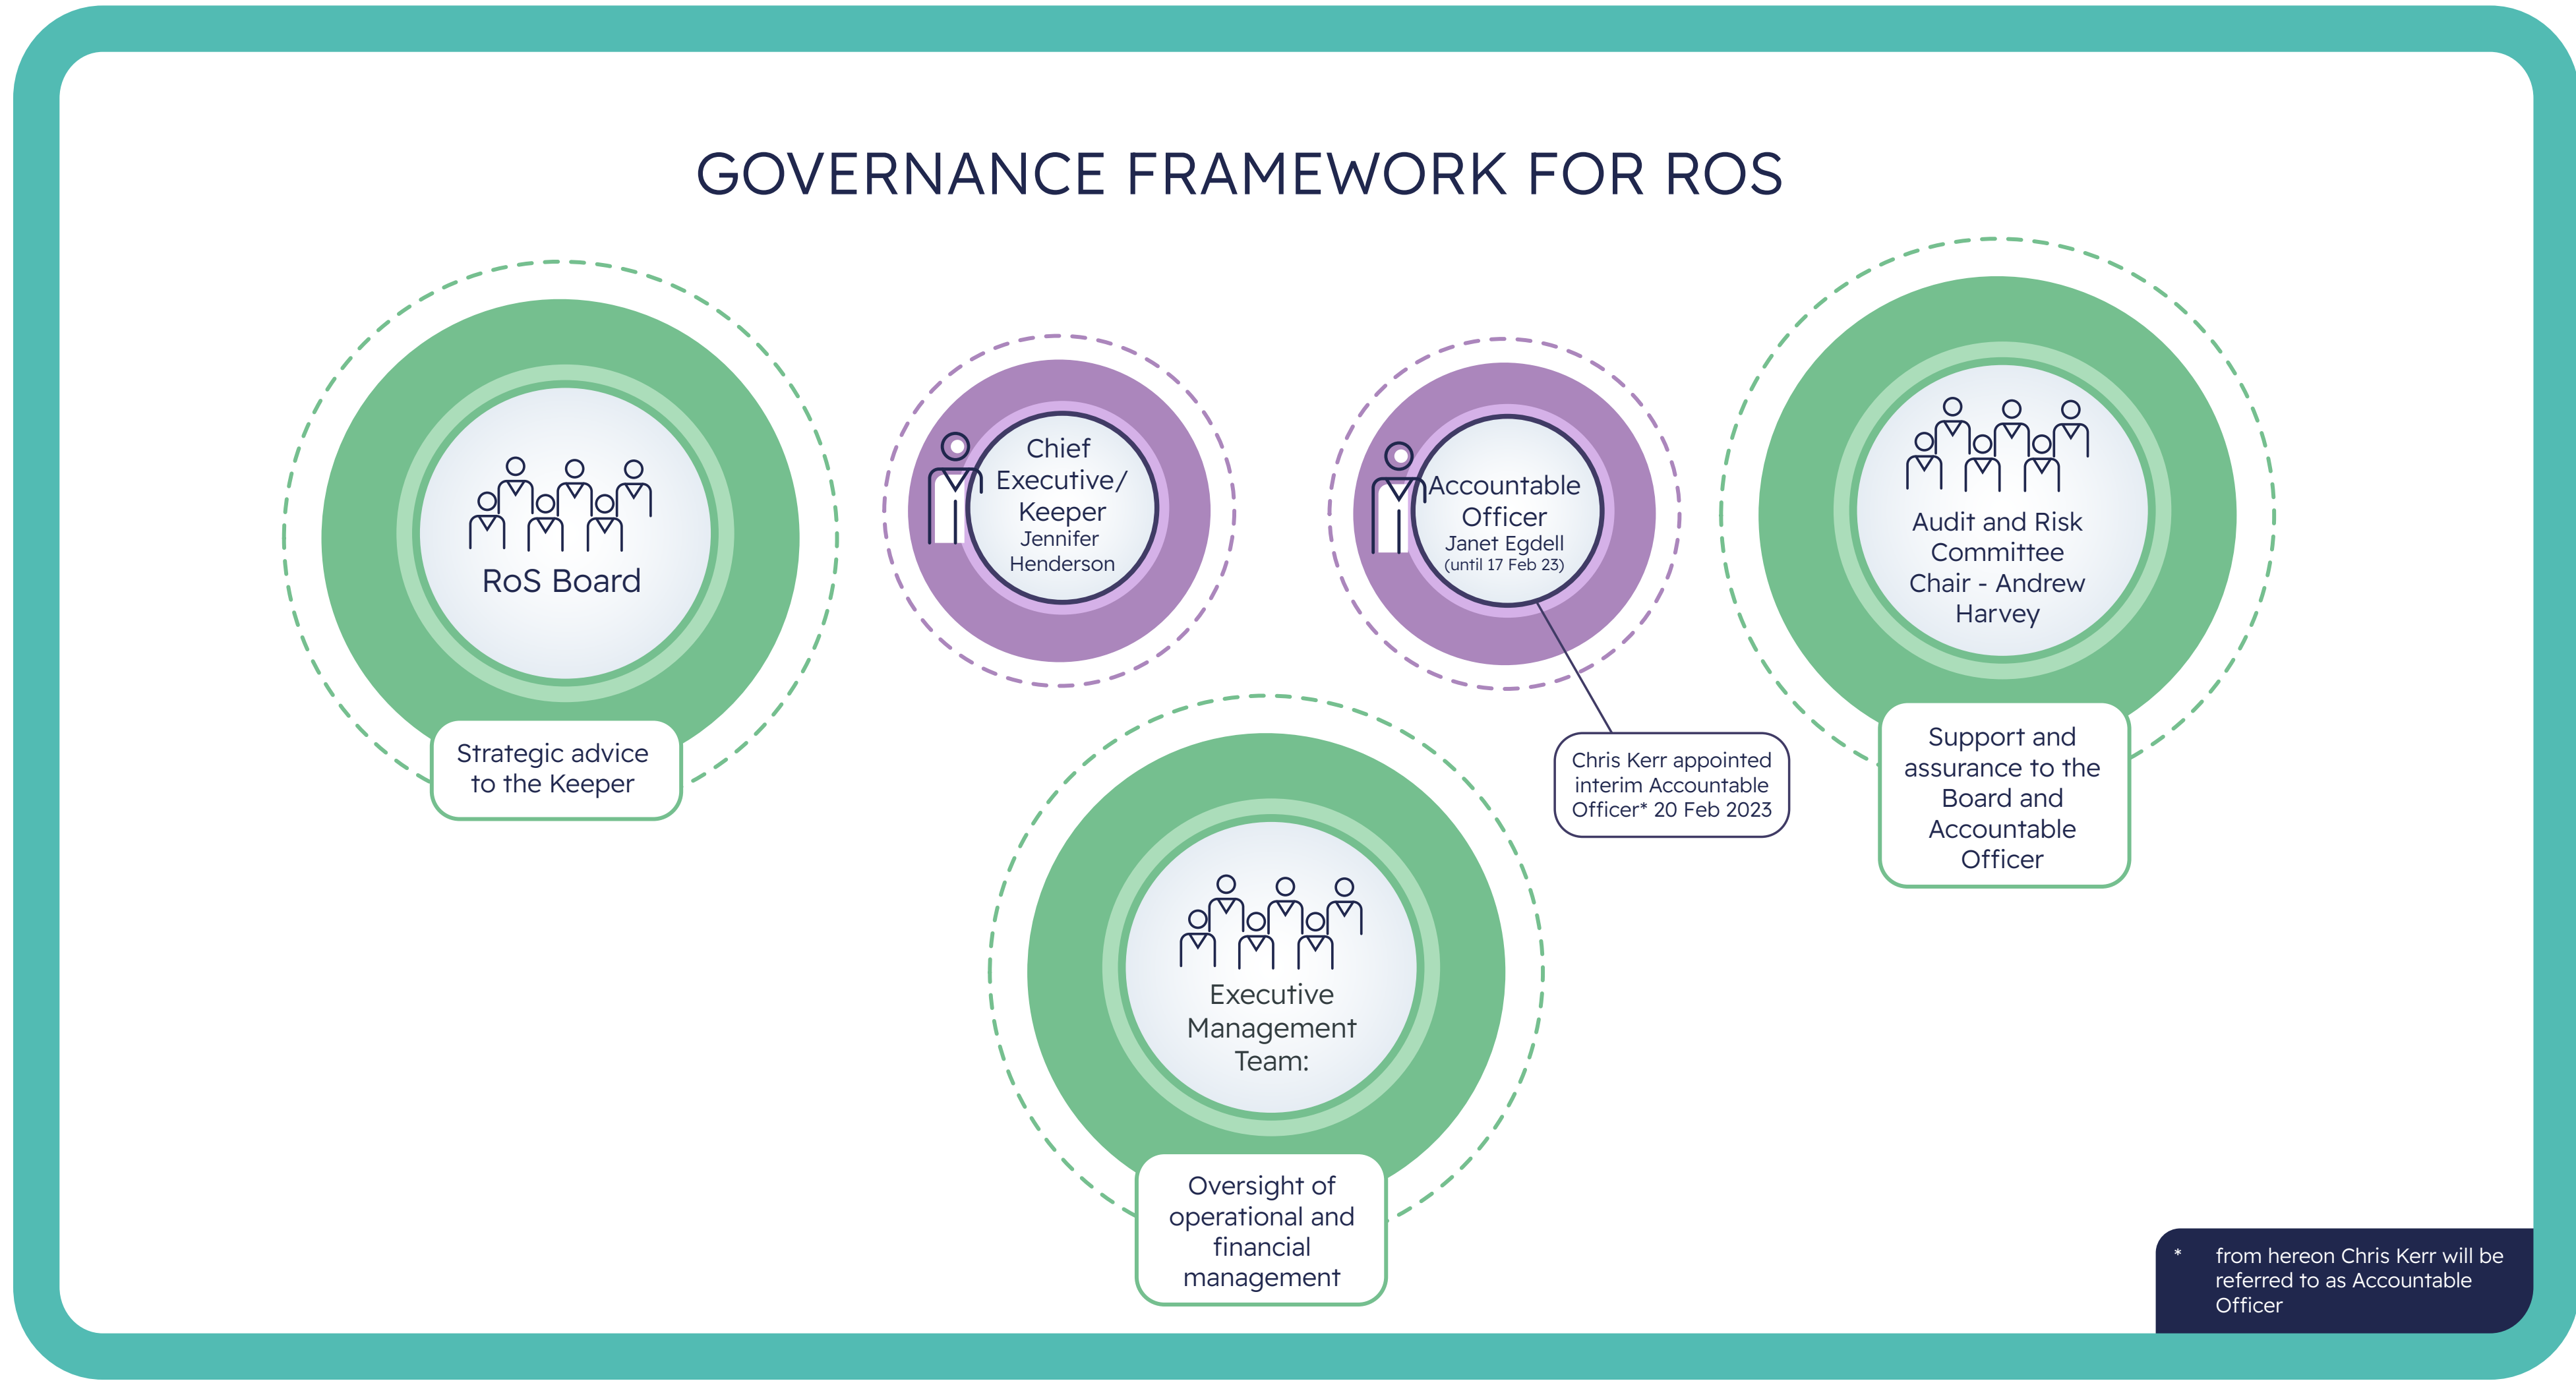 GOVERNANCE FRAMEWORK FOR ROS
RoS Board
Strategic advice
to the Keeper
Chief
Executive/
Keeper
Jennifer
Henderson
Accountable
Officer
Janet Egdell
(until 17 Feb 23)
Chris Kerr appointed
interim Accountable
Officer* 20 Feb 2023
Audit and Risk
Committee
Chair - Andrew
Harvey
Support and
assurance to the
Board and
Accountable
Officer
Executive
Management
Team:
Oversight of
operational and
financial
management
* from hereon Chris Kerr will be
referred to as Accountable
Officer